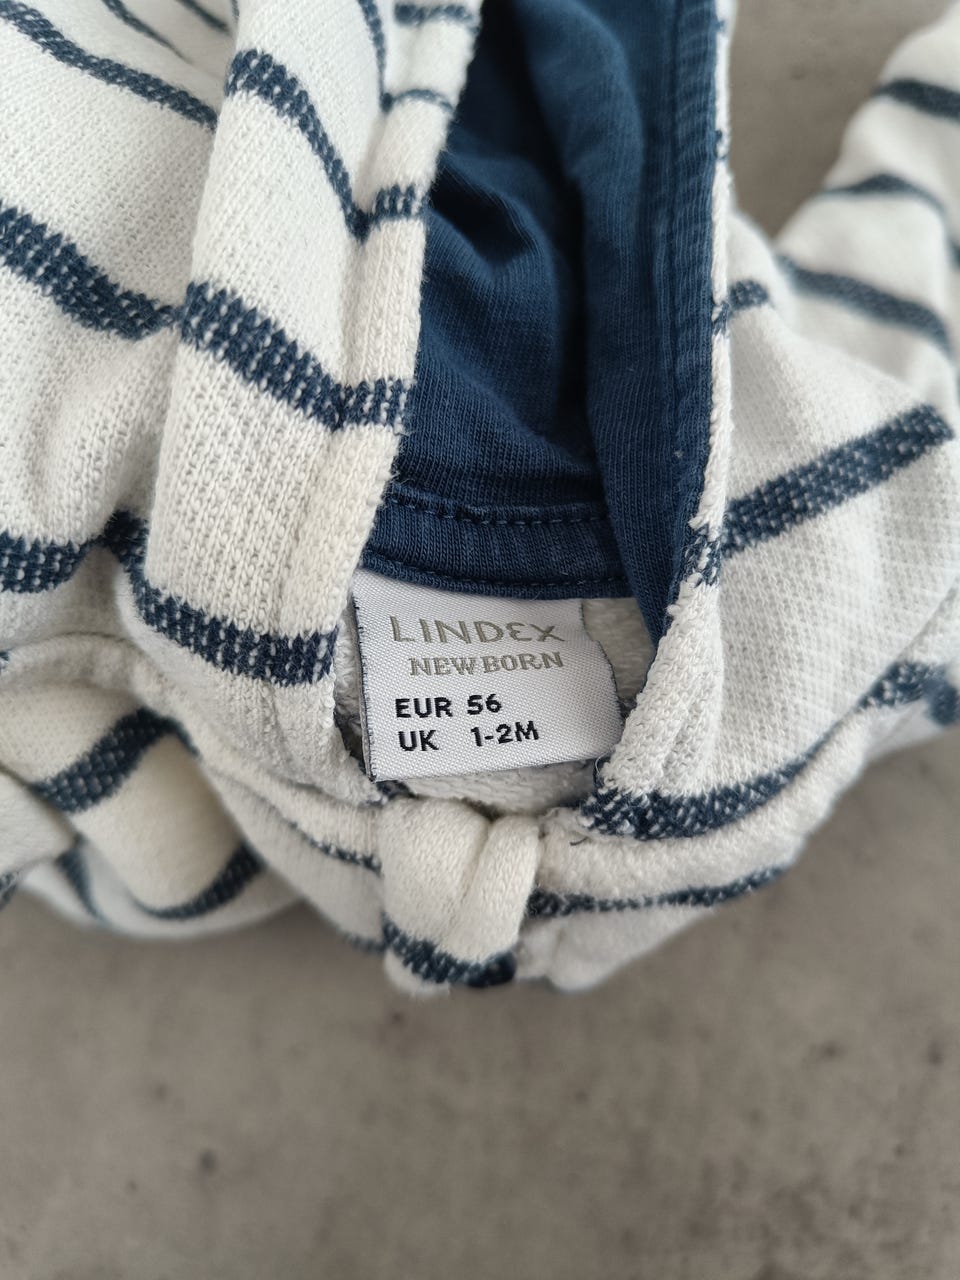 LINDEX
NEWBORN
EUR 56
UK 1-2M